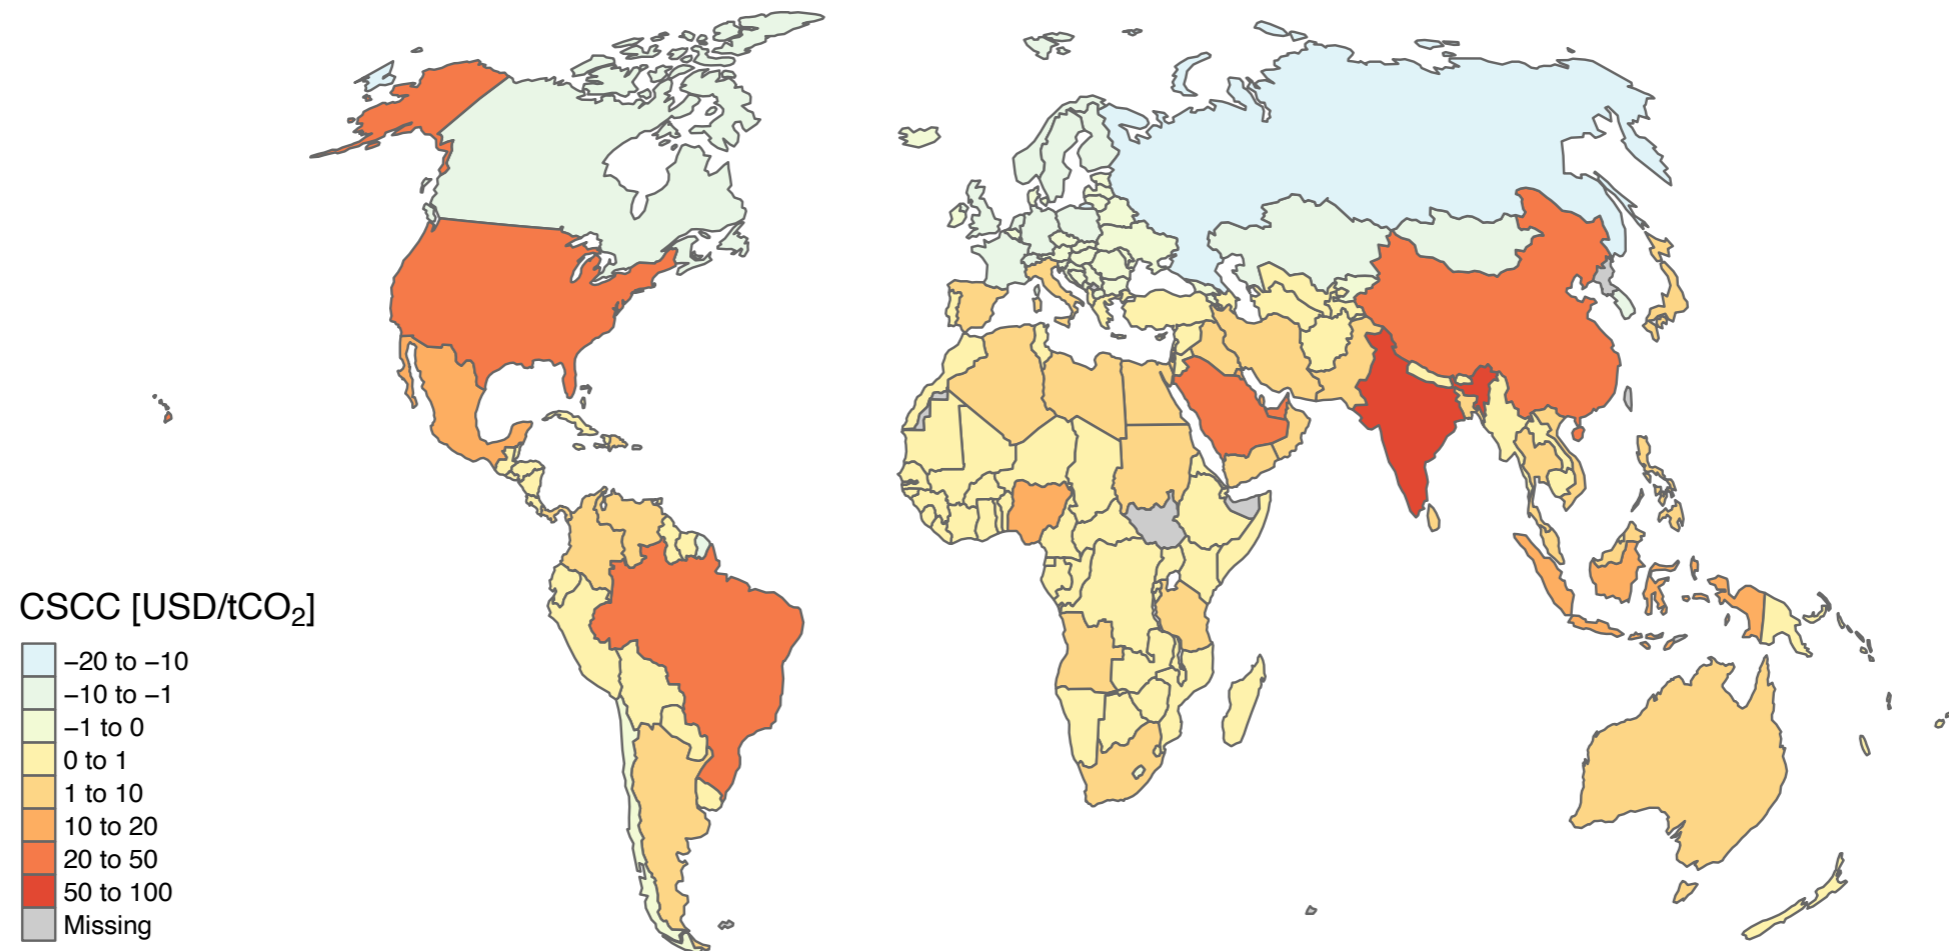 CSCC [USD/tCO₂]
−20 to −10
−10 to −1
−1 to 0
0 to 1
1 to 10
10 to 20
20 to 50
50 to 100
Missing